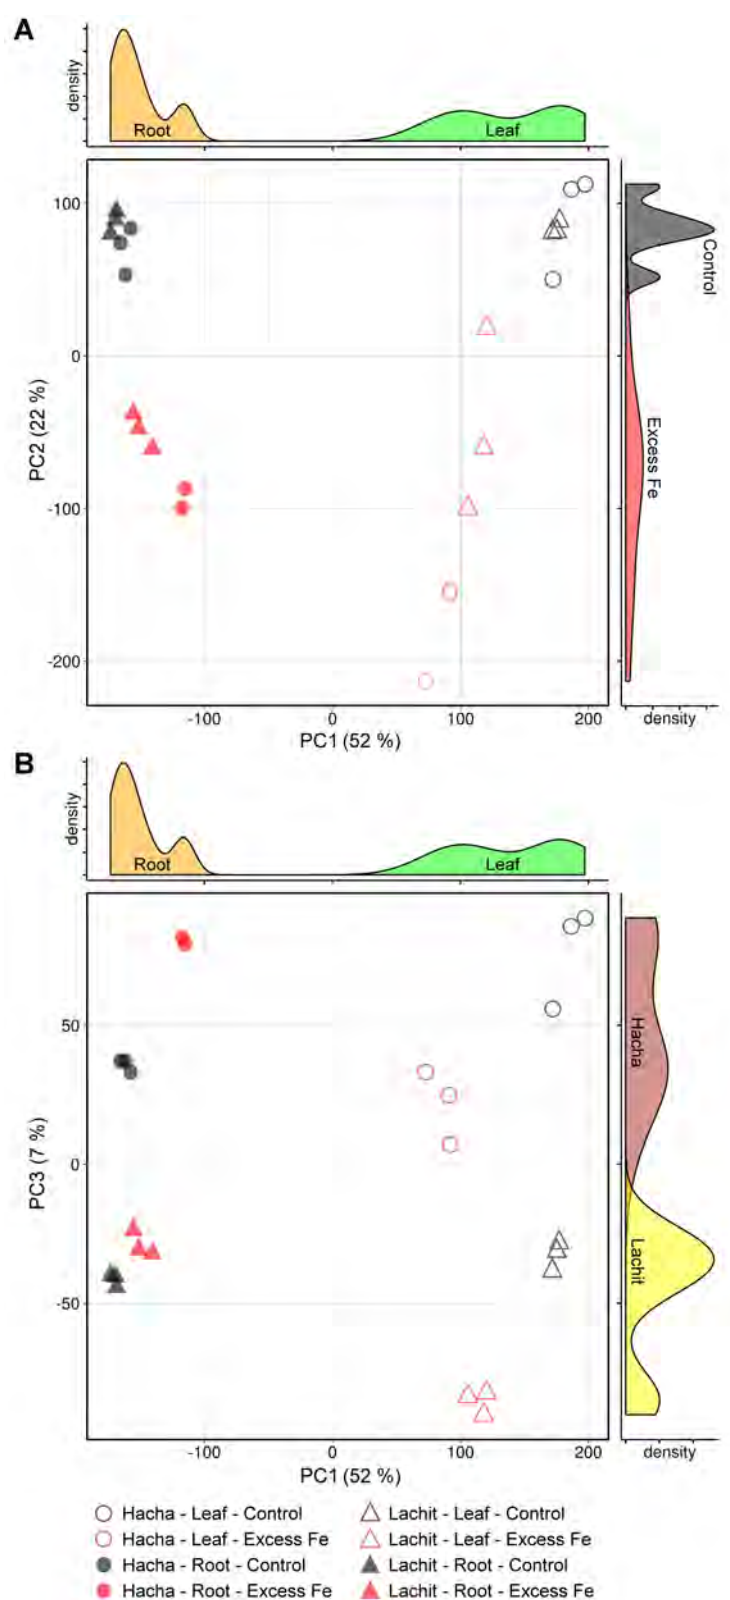 A
density
Root
Leaf
100
0
-100
-200
PC2 (22 %)
Control
Excess Fe
-100
0
100
200
density
PC1 (52 %)
B
density
Root
Leaf
50
0
-50
PC3 (7 %)
Hacha
Lachit
-100
0
100
200
density
PC1 (52 %)
Hacha - Leaf - Control
Lachit - Leaf - Control
Hacha - Leaf - Excess Fe
Lachit - Leaf - Excess Fe
Hacha - Root - Control
Lachit - Root - Control
Hacha - Root - Excess Fe
Lachit - Root - Excess Fe